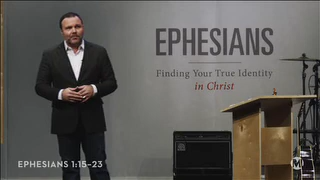 EPHESIANS
Finding Your True Identity
in Christ
EPHESIANS 1:15–23